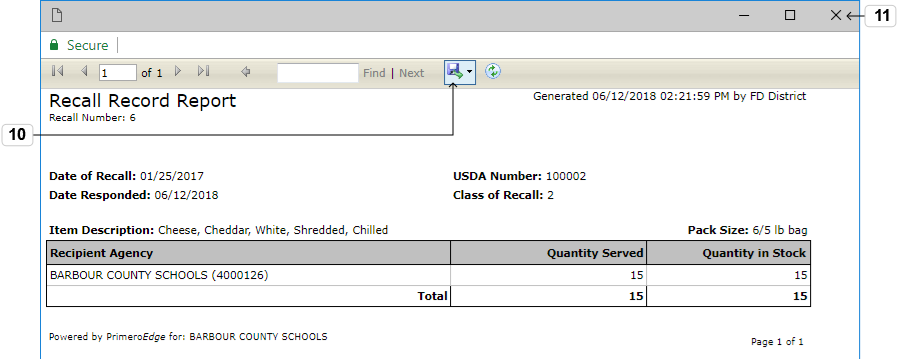 11
Secure
1 of 1 Find | Next
Recall Record Report
Generated 06/12/2018 02:21:59 PM by FD District
Recall Number: 6
10
Date of Recall: 01/25/2017 USDA Number: 100002
Date Responded: 06/12/2018 Class of Recall: 2
Item Description: Cheese, Cheddar, White, Shredded, Chilled Pack Size: 6/5 lb bag
Recipient Agency Quantity Served Quantity in Stock
BARBOUR COUNTY SCHOOLS (4000126) 15 15
Total 15 15
Powered by PrimeroEdge for: BARBOUR COUNTY SCHOOLS
Page 1 of 1